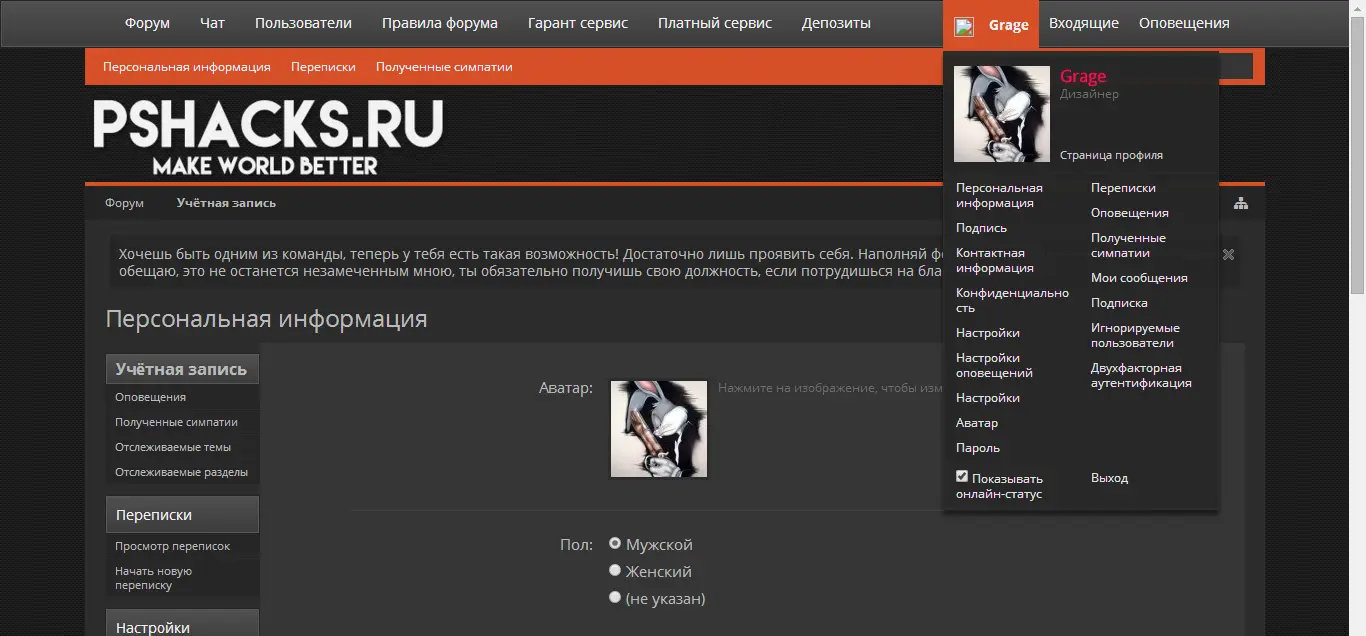 Форум Чат Пользователи Правила форума Гарант сервис Платный сервис Депозиты Grage Входящие Оповещения
Персональная информация Переписки Полученные симпатии
PSHACKS.RU
MAKE WORLD BETTER
Grage
Дизайнер
Страница профиля
Персональная
информация
Подпись
Контактная
информация
Конфиденциально
сть
Настройки
Настройки
оповещений
Настройки
Аватар
Пароль
Показывать
онлайн-статус
Переписки
Оповещения
Полученные
симпатии
Мои сообщения
Подписка
Игнорируемые
пользователи
Двухфакторная
аутентификация
Выход
Форум Учётная запись
Хочешь быть одним из команды, теперь у тебя есть такая возможность! Достаточно лишь проявить себя. Наполняй фо
обещаю, это не останется незамеченным мною, ты обязательно получишь свою должность, если потрудишься на бла
Персональная информация
Учётная запись
Оповещения
Полученные симпатии
Отслеживаемые темы
Отслеживаемые разделы
Переписки
Просмотр переписок
Начать новую
переписку
Настройки
Аватар: Нажмите на изображение, чтобы изм
Пол: Мужской
Женский
(не указан)